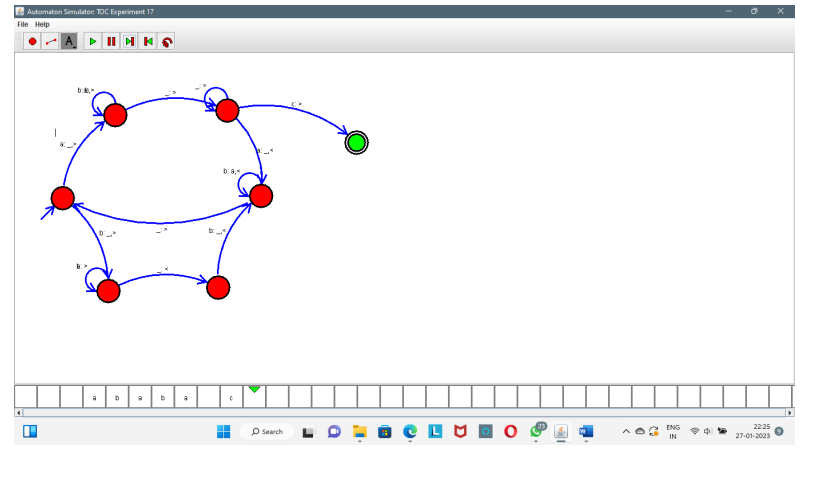 Automaton Simulator: TOC Experiment 17
File Help
A
_: >
_: >
c: >
a: _,>
_,<
b: a,<
b: _,>
_: >
b: _,<
_: <
a b a b a c
Search
ENG
IN
22:25
27-01-2023